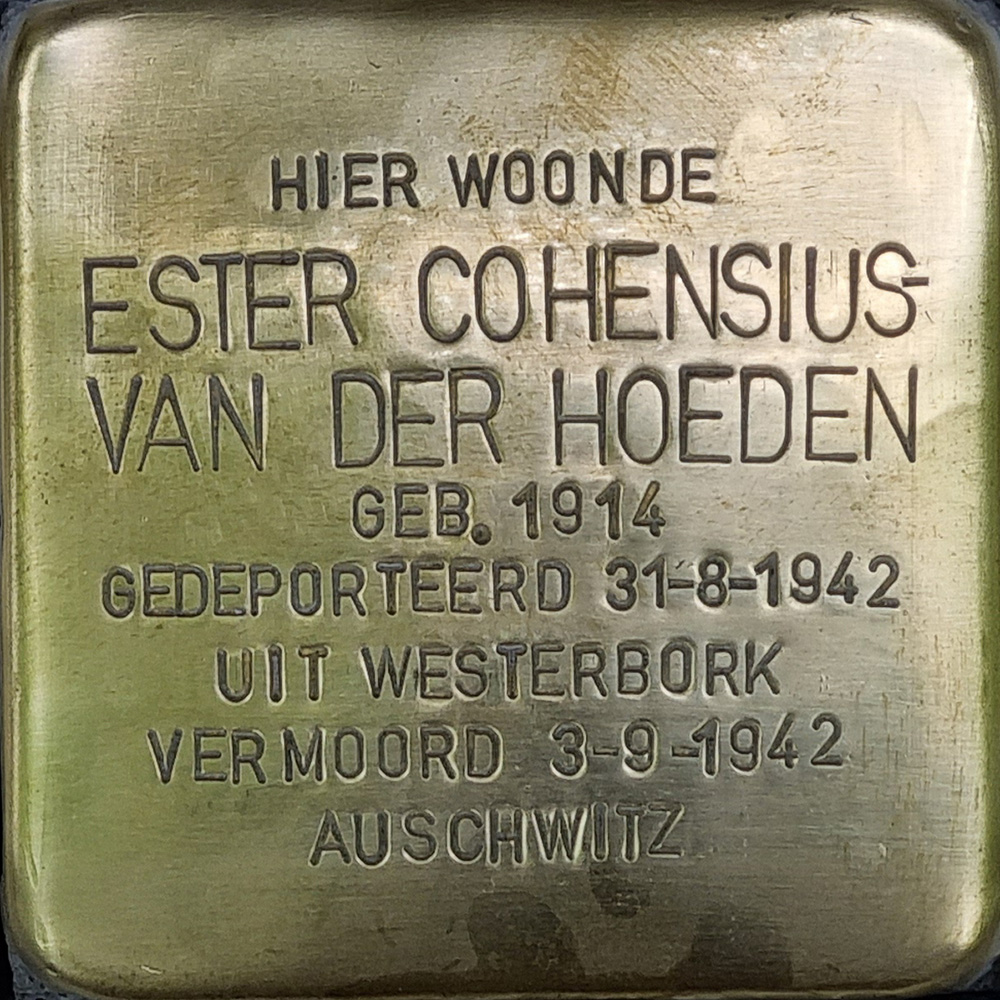 HIER WOONDE
ESTER COHENSIUS-
VAN DER HOEDEN
GEB. 1914
GEDEPORTEERD 31-8-1942
UIT WESTERBORK
VERMOORD 3-9-1942
AUSCHWITZ